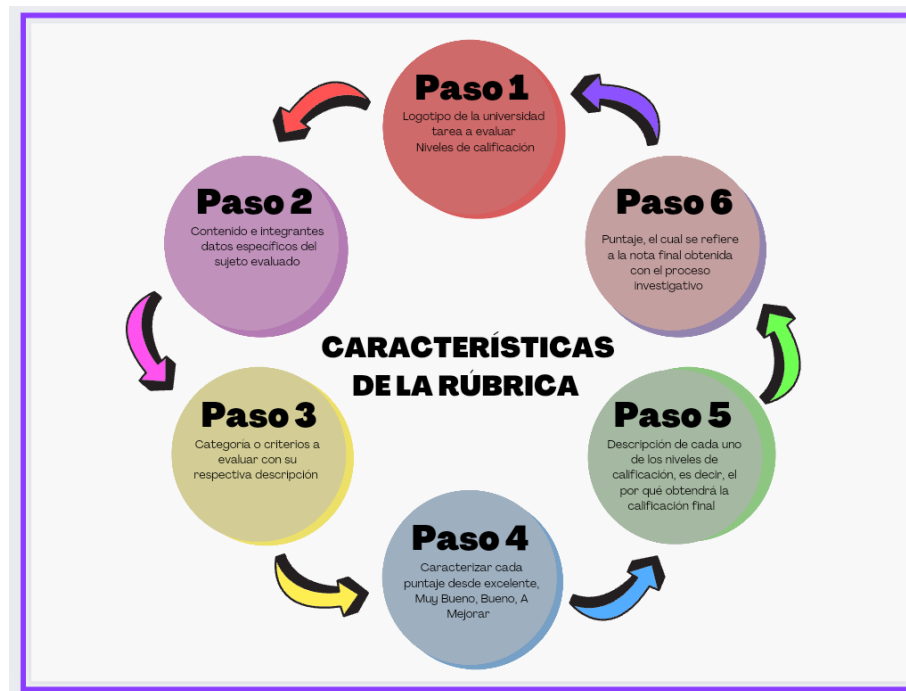 Paso 1
Logotipo de la universidad
tarea a evaluar
Niveles de calificación
Paso 2
Contenido e integrantes
datos específicos del
sujeto evaluado
Paso 6
Puntaje, el cual se refiere
a la nota final obtenida
con el proceso
investigativo
CARACTERÍSTICAS
DE LA RÚBRICA
Paso 3
Categoría o criterios a
evaluar con su
respectiva descripción
Paso 5
Descripción de cada uno
de los niveles de
calificación, es decir, el
por qué obtendrá la
calificación final
Paso 4
Caracterizar cada
puntaje desde excelente,
Muy Bueno, Bueno, A
Mejorar